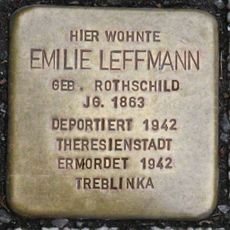 HIER WOHNTE
EMILIE LEFFMANN
GEB. ROTHSCHILD
JG. 1863
DEPORTIERT 1942
THERESIENSTADT
ERMORDET 1942
TREBLINKA